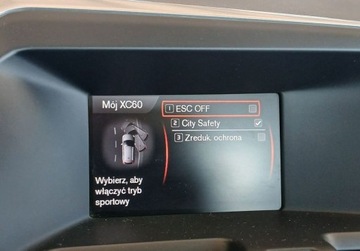 Mój XC60
1 ESC OFF
2 City Safety
3 Zreduk. ochrona
Wybierz, aby
włączyć tryb
sportowy